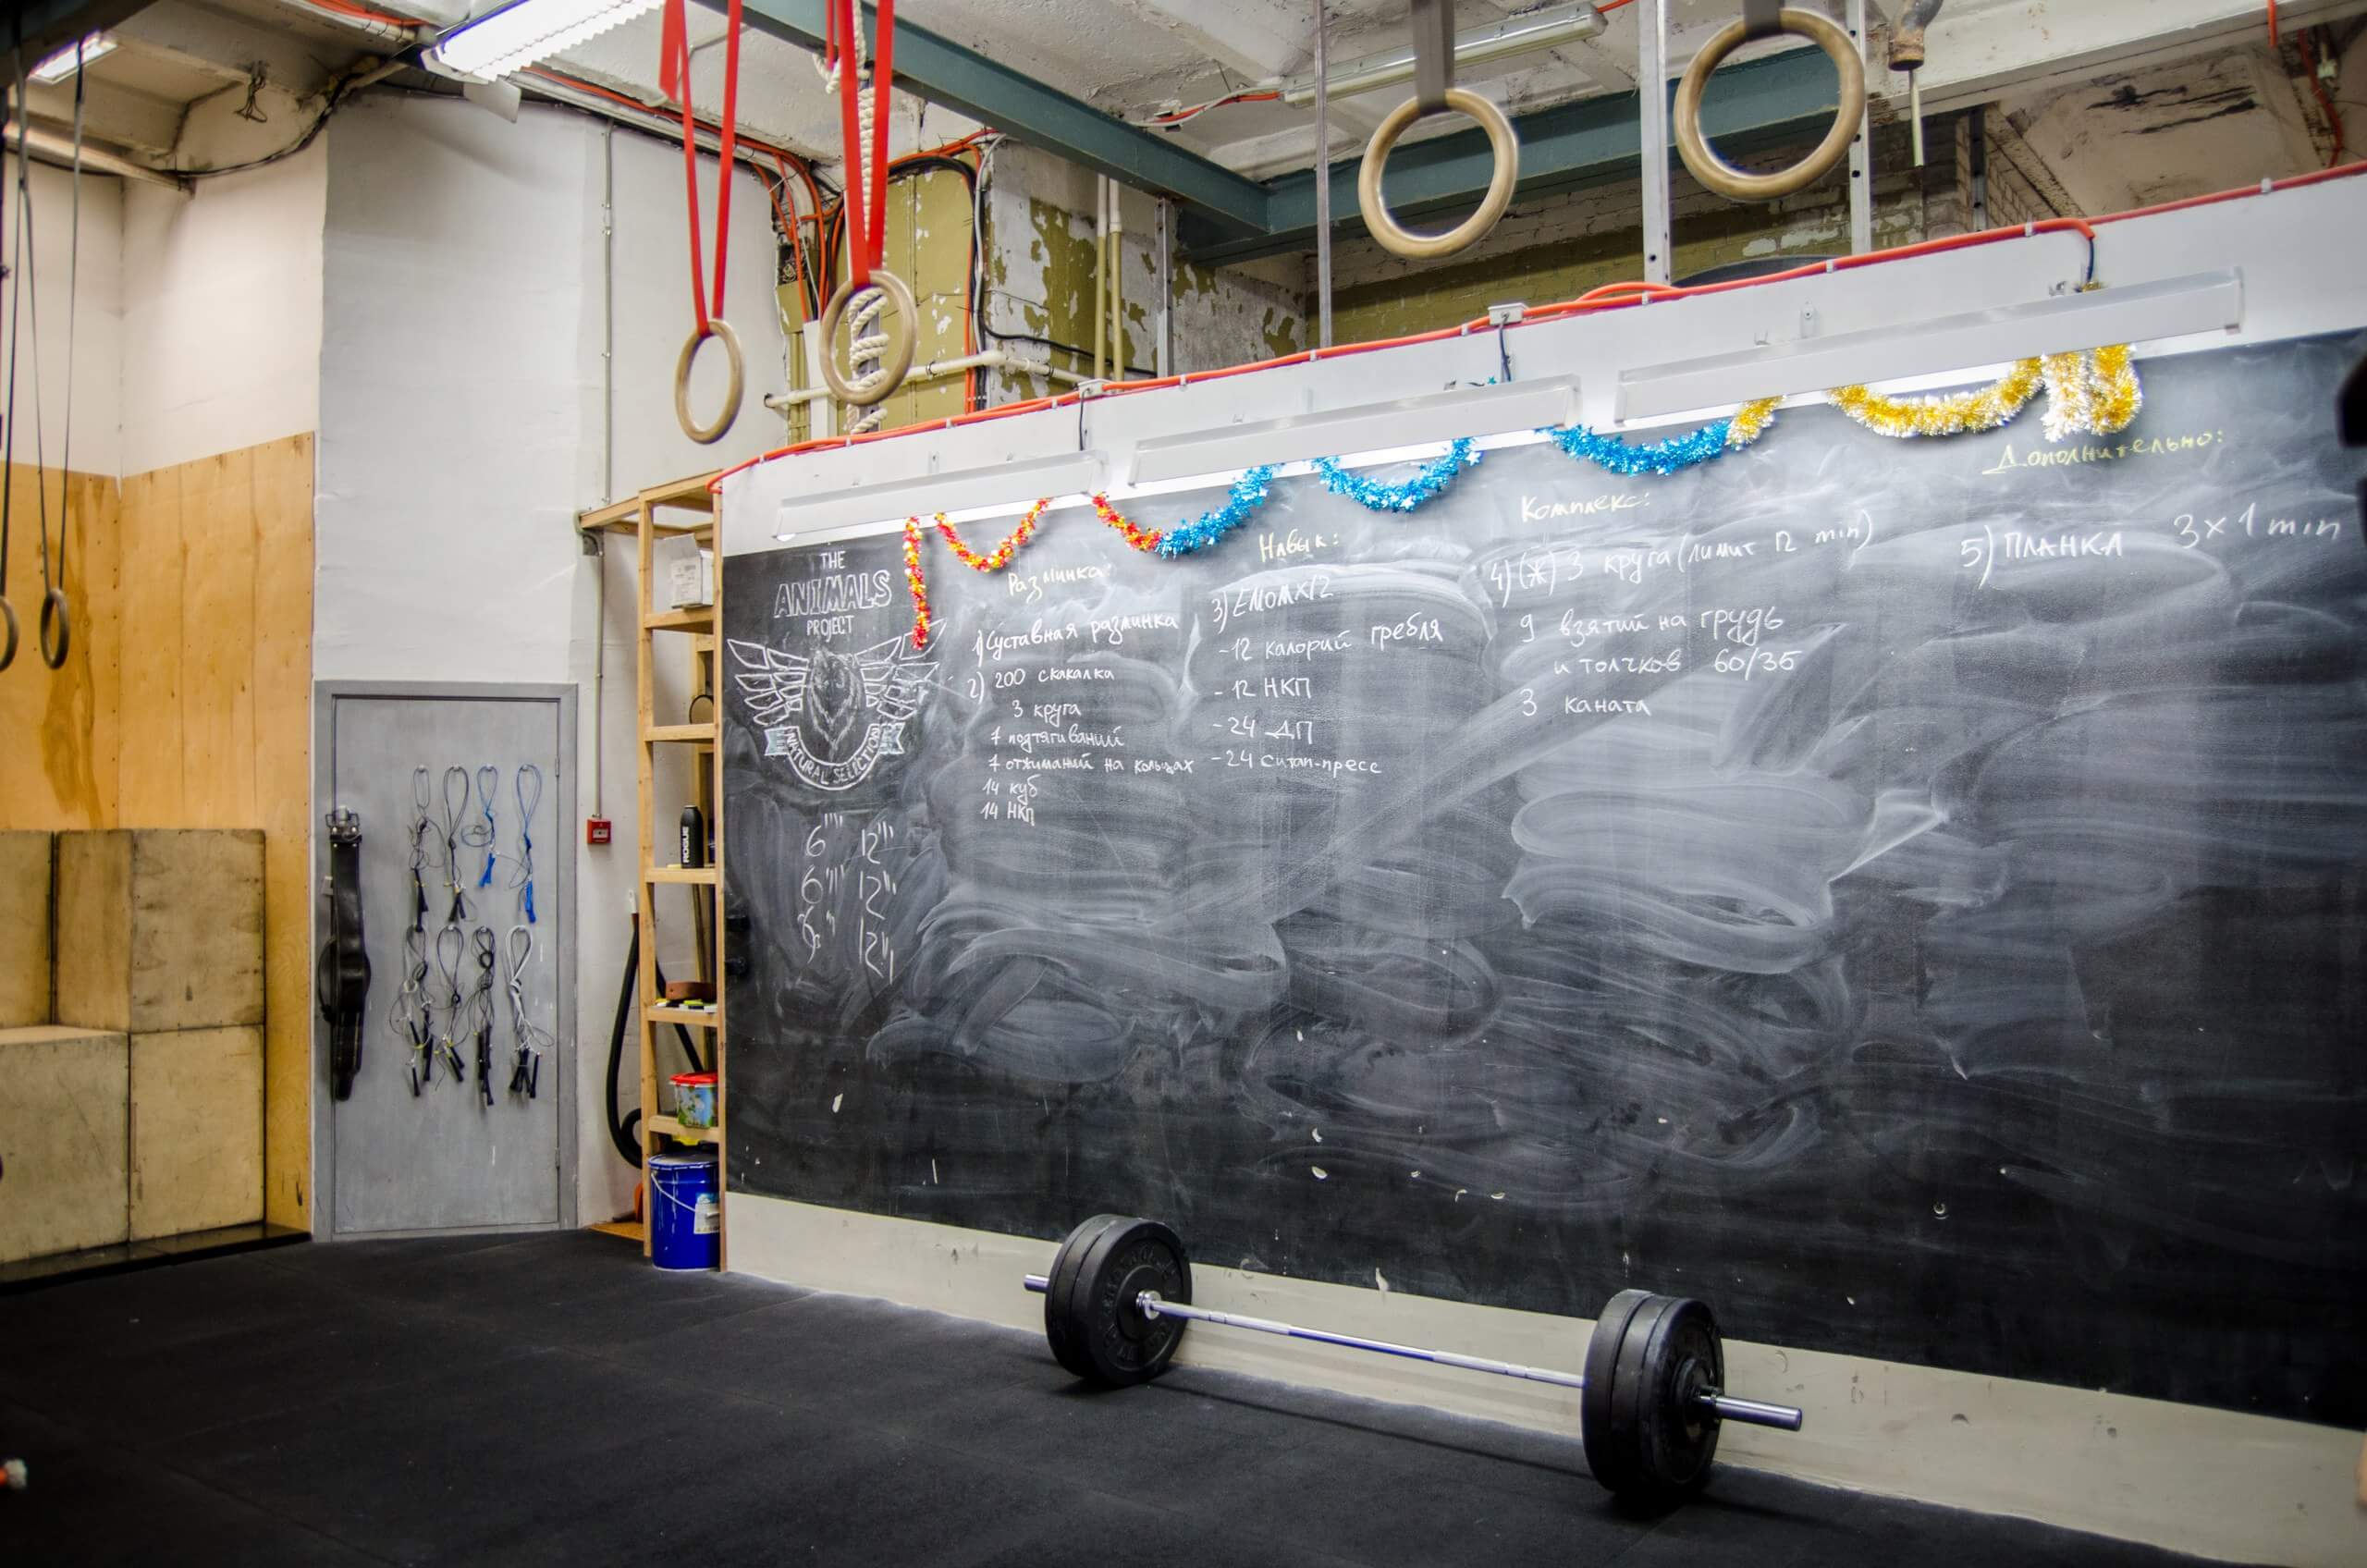 THE
ANIMALS
PROJECT
NATURAL SELECTION
6'''' 12'''
6'''' 12'''
12
Разминка:
1) Суставная разминка
2) 200 скакалка
3 круга
7 подтягиваний
7 отжиманий на кольцах
14 куб
14 НКП
Навык:
3) EMOMX12
-12 калорий гребля
- 12 НКП
- 24 ДП
- 24 ситап-пресс
Комплекс:
4) (Ж) 3 круга (лимит 12 min)
9 взятий на грудь
и толчков 60/35
3 каната
Дополнительно:
5) ПЛАНКА 3 x 1 min
ROGUE